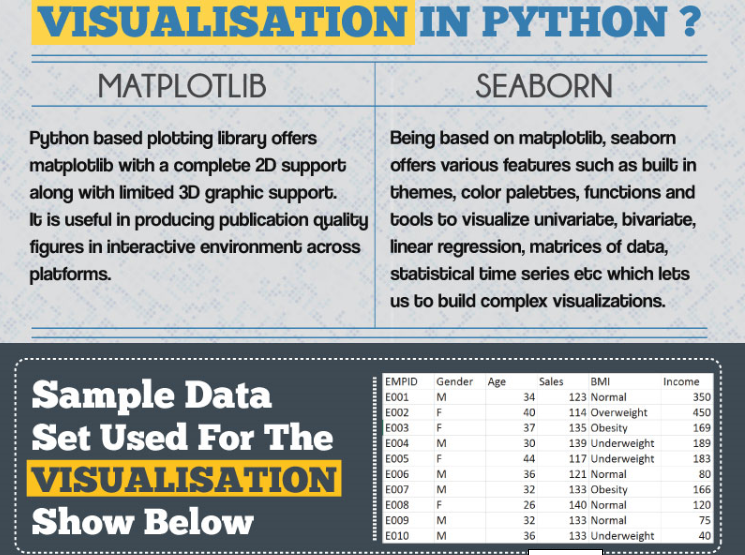 VISUALISATION IN PYTHON ?
MATPLOTLIB
Python based plotting library offers
matplotlib with a complete 2D support
along with limited 3D graphic support.
It is useful in producing publication quality
figures in interactive environment across
platforms.
SEABORN
Being based on matplotlib, seaborn
offers various features such as built in
themes, color palettes, functions and
tools to visualize univariate, bivariate,
linear regression, matrices of data,
statistical time series etc which lets
us to build complex visualizations.
Sample Data
Set Used For The
VISUALISATION
Show Below
EMPID Gender Age Sales BMI Income
E001 M 34 123 Normal 350
E002 F 40 114 Overweight 450
E003 F 37 135 Obesity 169
E004 M 30 139 Underweight 189
E005 F 44 117 Underweight 183
E006 M 36 121 Normal 80
E007 M 32 133 Obesity 166
E008 F 26 140 Normal 120
E009 M 32 133 Normal 75
E010 M 36 133 Underweight 40